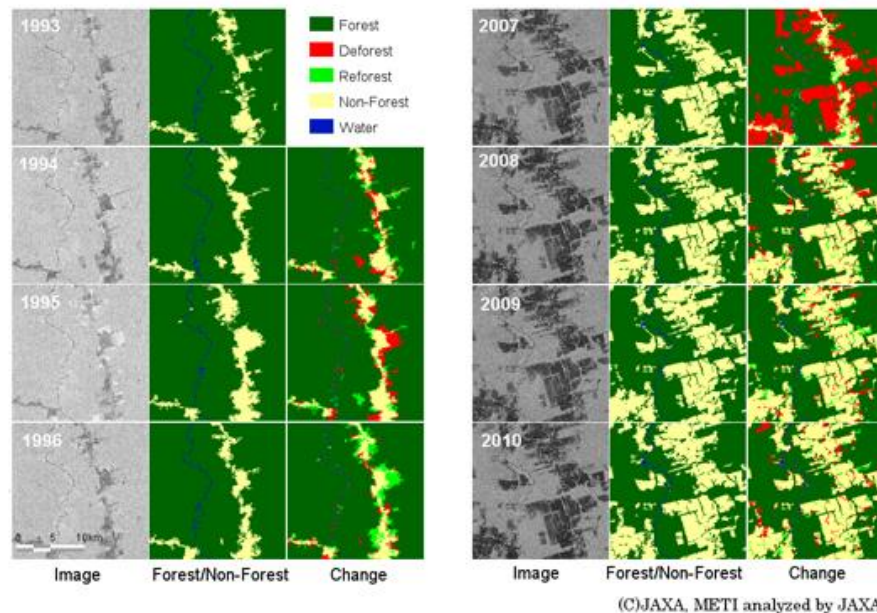 1993
Forest
Deforest
Reforest
Non-Forest
Water
1994
1995
1996
0 5 10km
Image
Forest/Non-Forest
Change
2007
2008
2009
2010
Image
Forest/Non-Forest
Change
(C)JAXA, METI analyzed by JAXA